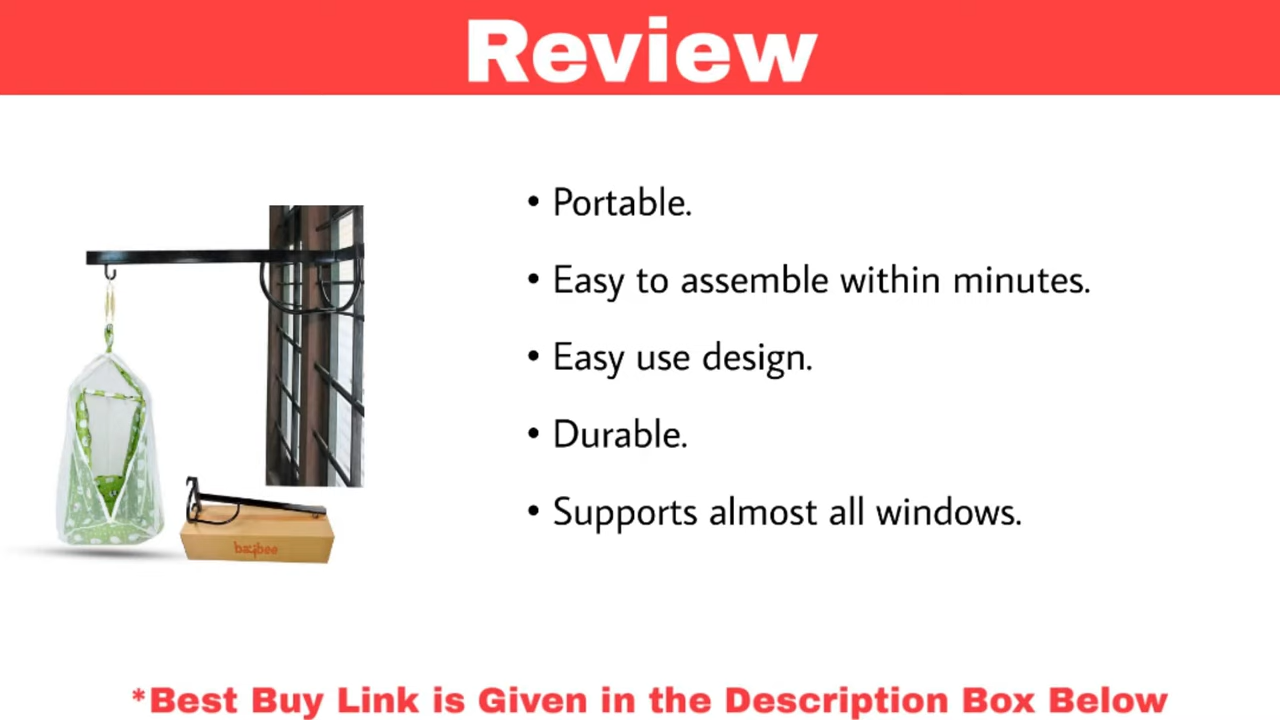 Review
• Portable.
• Easy to assemble within minutes.
• Easy use design.
• Durable.
• Supports almost all windows.
baybee
*Best Buy Link is Given in the Description Box Below